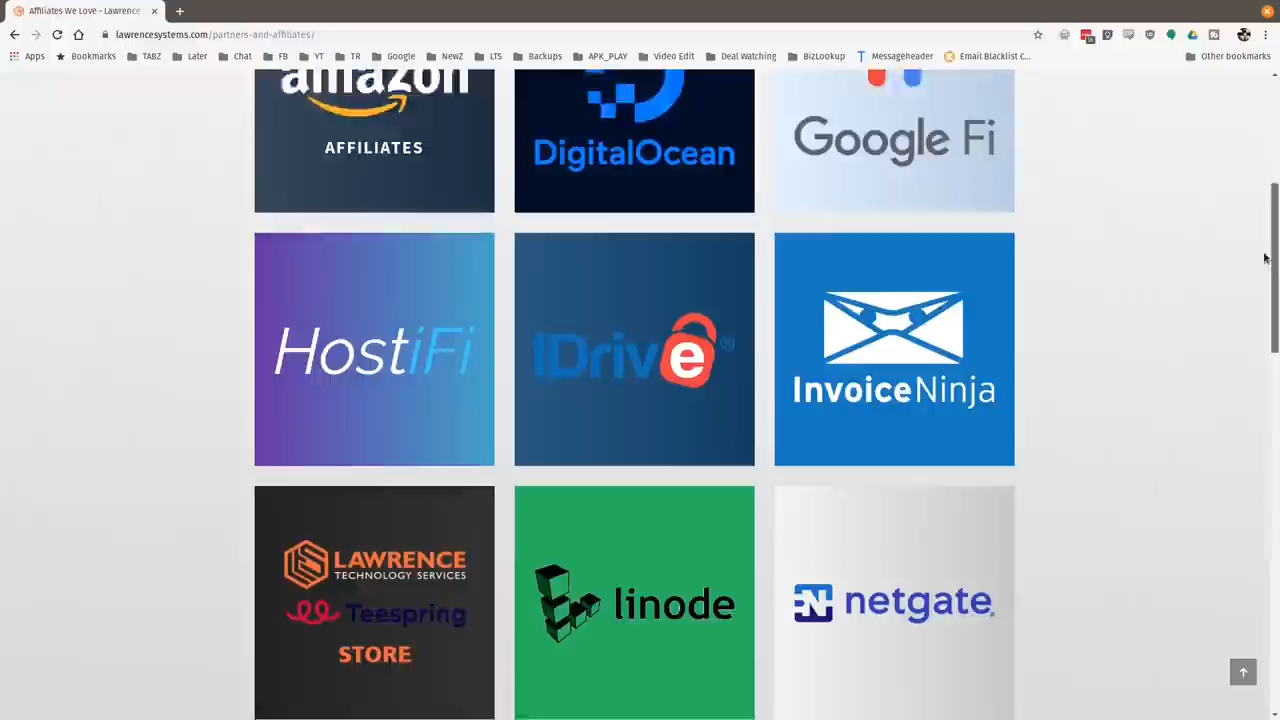 Affiliates We Love - Lawrence
lawrencesystems.com/partners-and-affiliates/
Apps
Bookmarks
TABZ
Later
Chat
FB
YT
TR
Google
NewZ
LTS
Backups
APK_PLAY
Video Edit
Deal Watching
BizLookup
Messageheader
Email Blacklist C...
Other bookmarks
amazon
AFFILIATES
DigitalOcean
Google Fi
HostiFi
IDrive®
InvoiceNinja
LAWRENCE
TECHNOLOGY SERVICES
Teespring
STORE
linode
netgate